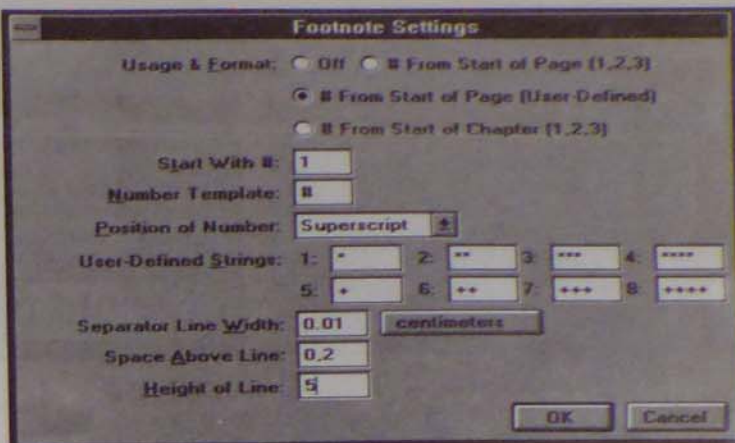 Footnote Settings
Usage & Format: Off # From Start of Page (1,2,3)
# From Start of Page (User-Defined)
# From Start of Chapter (1,2,3)
Start With #: 1
Number Template: #
Position of Number: Superscript
User-Defined Strings: 1: * 2: ** 3: *** 4: ****
5: + 6: ++ 7: +++ 8: ++++
Separator Line Width: 0.01 centimeters
Space Above Line: 0,2
Height of Line: 5
OK Cancel